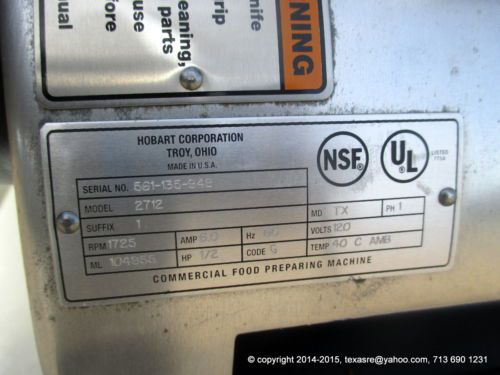 NING
nife
rip
eaning,
parts
use
fore
nual
HOBART CORPORATION
TROY, OHIO
MADE IN U.S.A.
NSF
UL
LISTED
SERIAL NO. 561-135-948
MODEL 2712
SUFFIX 1 MD TX PH 1
RPM 1725 AMP 6.0 Hz 60 VOLTS 120
ML 104955 HP 1/2 CODE G TEMP 40 C AMB
COMMERCIAL FOOD PREPARING MACHINE
© copyright 2014-2015, texasre@yahoo.com, 713 690 1231